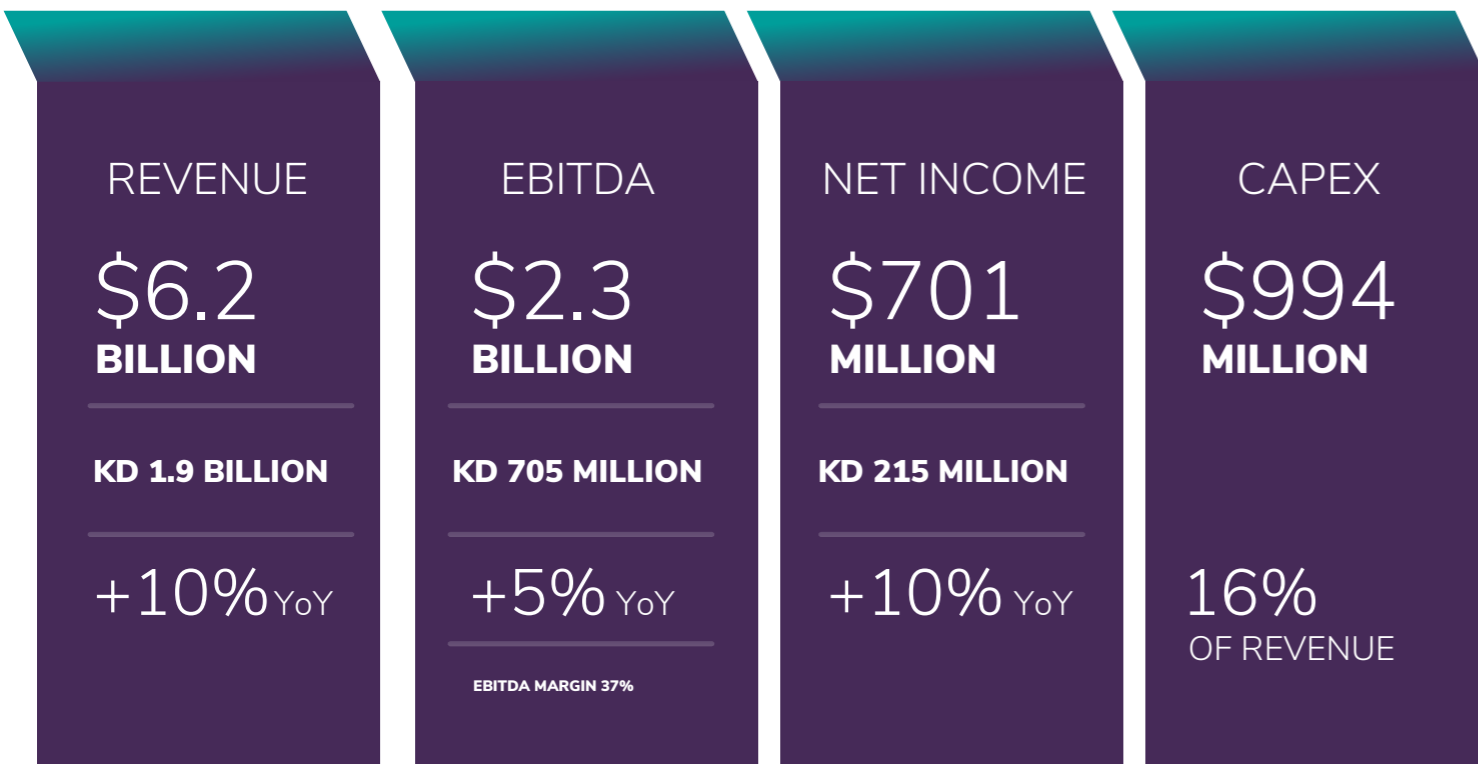 REVENUE
$6.2
BILLION
KD 1.9 BILLION
+10% YoY
EBITDA
$2.3
BILLION
KD 705 MILLION
+5% YoY
EBITDA MARGIN 37%
NET INCOME
$701
MILLION
KD 215 MILLION
+10% YoY
CAPEX
$994
MILLION
16%
OF REVENUE